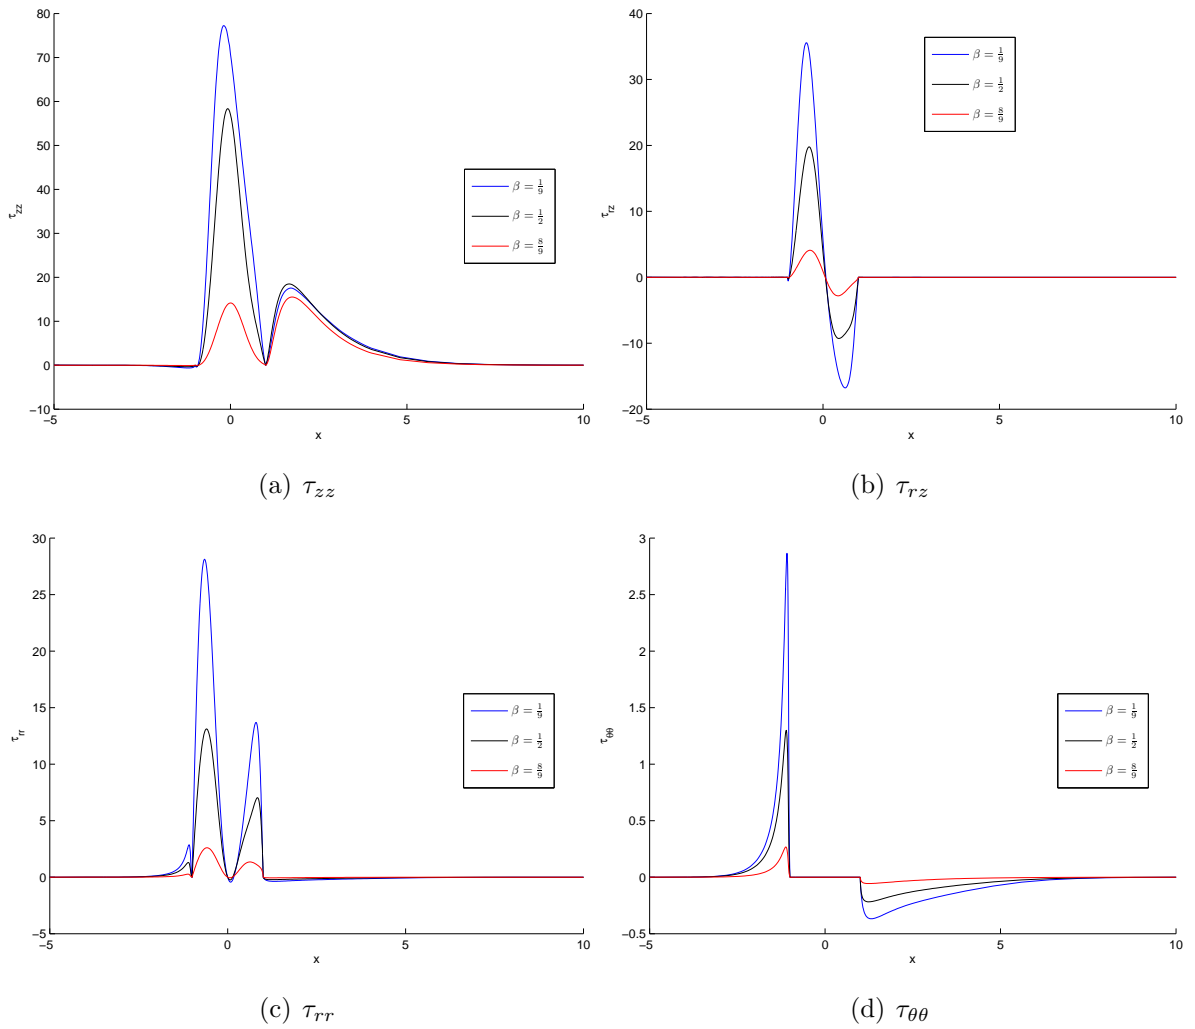 80
70
60
50
40
30
20
10
0
−10
τzz
β = 1/9
β = 1/2
β = 8/9
−5 0 5 10
x
(a) τzz
40
30
20
10
0
−10
−20
τrz
β = 1/9
β = 1/2
β = 8/9
−5 0 5 10
x
(b) τrz
30
25
20
15
10
5
0
−5
τrr
β = 1/9
β = 1/2
β = 8/9
−5 0 5 10
x
(c) τrr
3
2.5
2
1.5
1
0.5
0
−0.5
τθθ
β = 1/9
β = 1/2
β = 8/9
−5 0 5 10
x
(d) τθθ